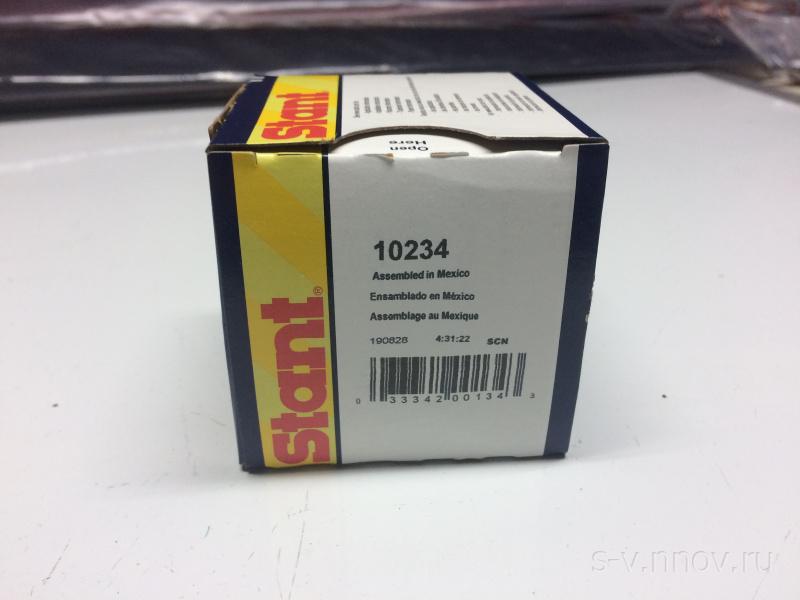 Stant
Open
Here
10234
Assembled in Mexico
Ensamblado en México
Assemblage au Mexique
190828 4:31:22 SCN
0 33342 00134 3
Stant®
s-v.nnov.ru